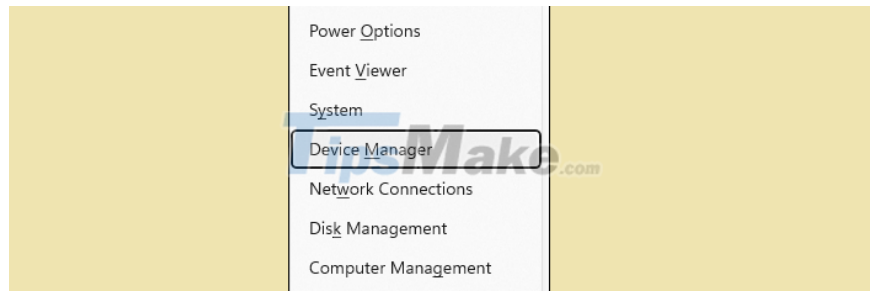 Power Options
Event Viewer
System
Device Manager
TipsMake.com
Network Connections
Disk Management
Computer Management